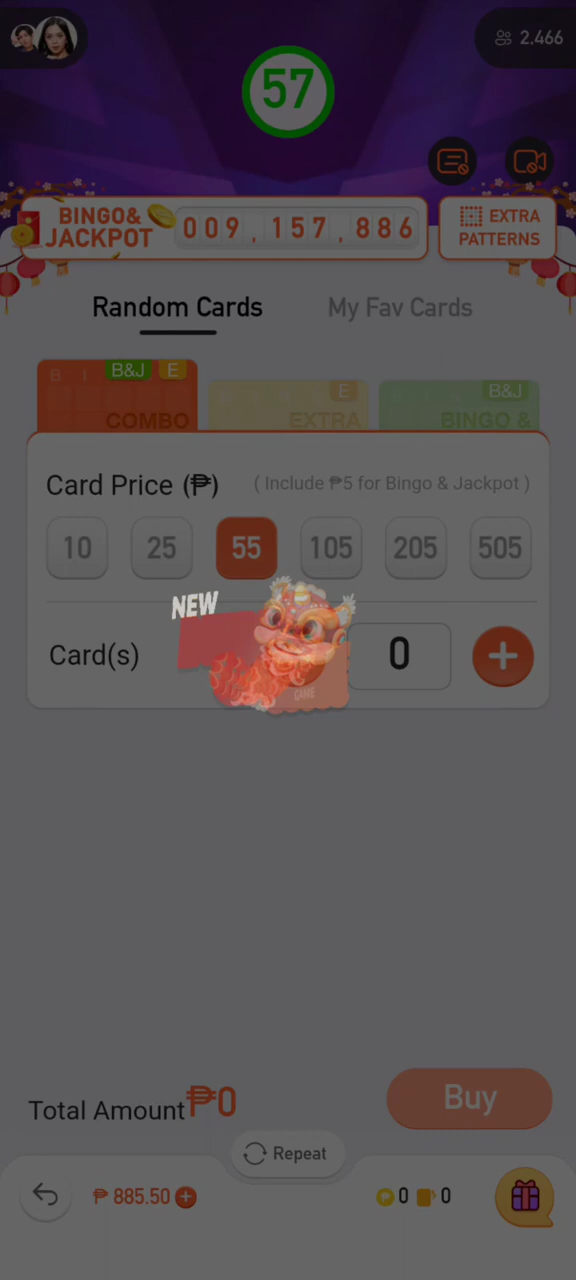 2,466
57
BINGO&
JACKPOT
009,157,886
EXTRA
PATTERNS
Random Cards
My Fav Cards
B I B&J E
COMBO
E
EXTRA
B&J
BINGO &
Card Price (₱)
( Include ₱5 for Bingo & Jackpot )
10 25 55 105 205 505
NEW
GAME
Card(s)
0
+
Total Amount ₱0
Buy
Repeat
₱ 885.50 +
P 0 0